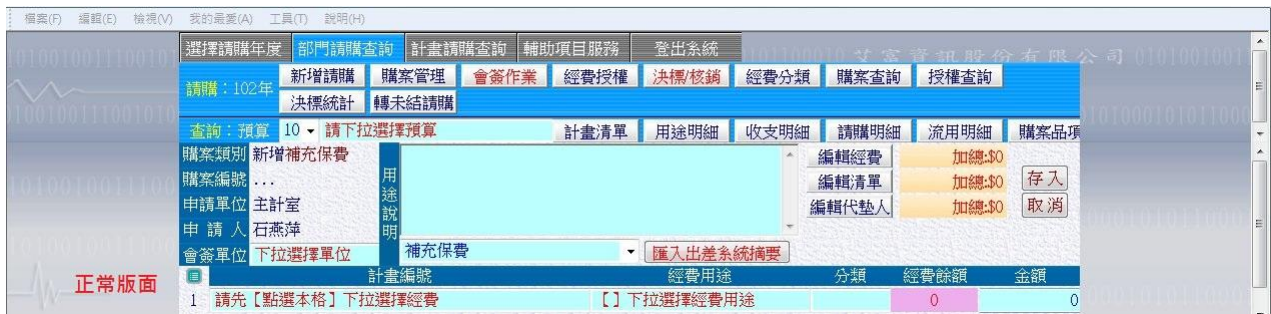 檔案(F) 編輯(E) 檢視(V) 我的最愛(A) 工具(T) 說明(H)
選擇請購年度 部門請購查詢 計畫請購查詢 輔助項目服務 登出系統
艾富資訊股份有限公司
請購：102年 新增請購 購案管理 會簽作業 經費授權 決標/核銷 經費分類 購案查詢 授權查詢
決標統計 轉未結請購
查詢：預算 10 請下拉選擇預算 計畫清單 用途明細 收支明細 請購明細 流用明細 購案品項
購案類別 新增補充保費 用途說明 編輯經費 加總:$0
購案編號 ... 編輯清單 加總:$0 存入
申請單位 主計室 編輯代墊人 加總:$0 取消
申請人 石燕萍
會簽單位 下拉選擇單位 補充保費 匯入出差系統摘要
正常版面
計畫編號 經費用途 分類 經費餘額 金額
1 請先【點選本格】下拉選擇經費 【】下拉選擇經費用途 0 0